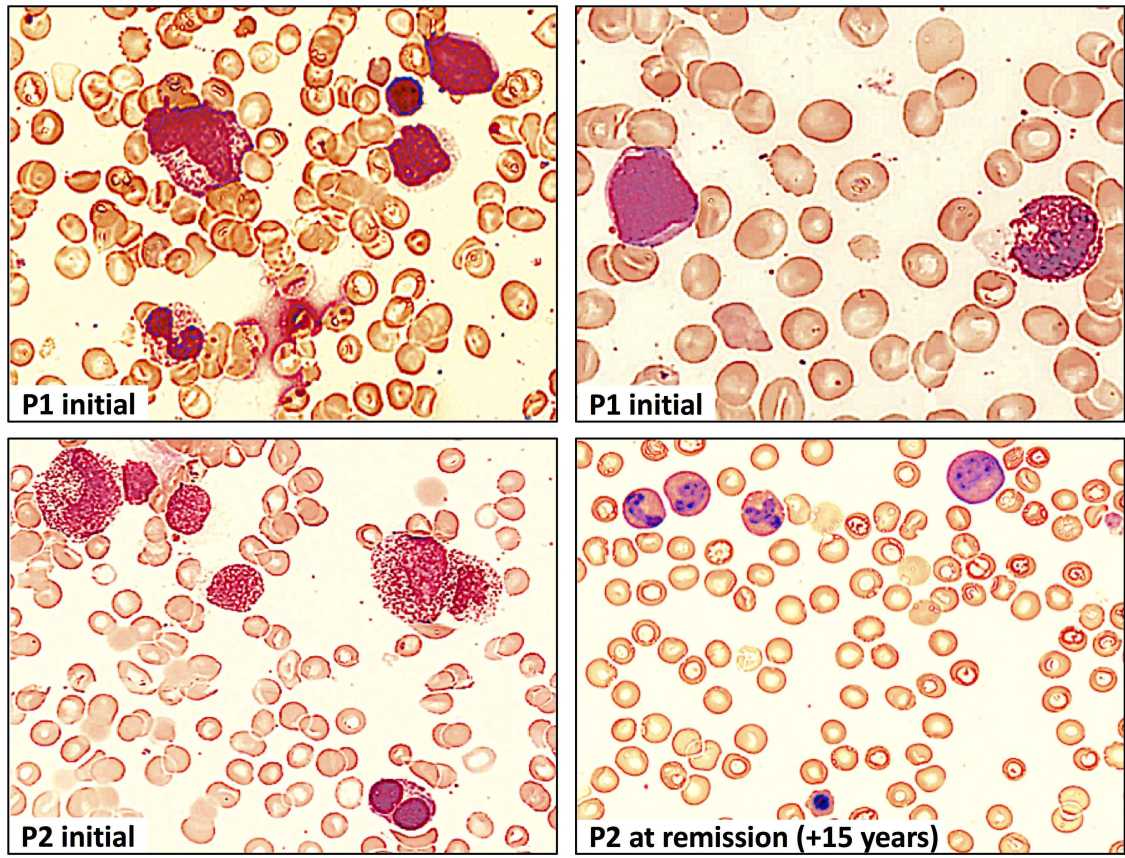 P1 initial
P1 initial
P2 initial
P2 at remission (+15 years)